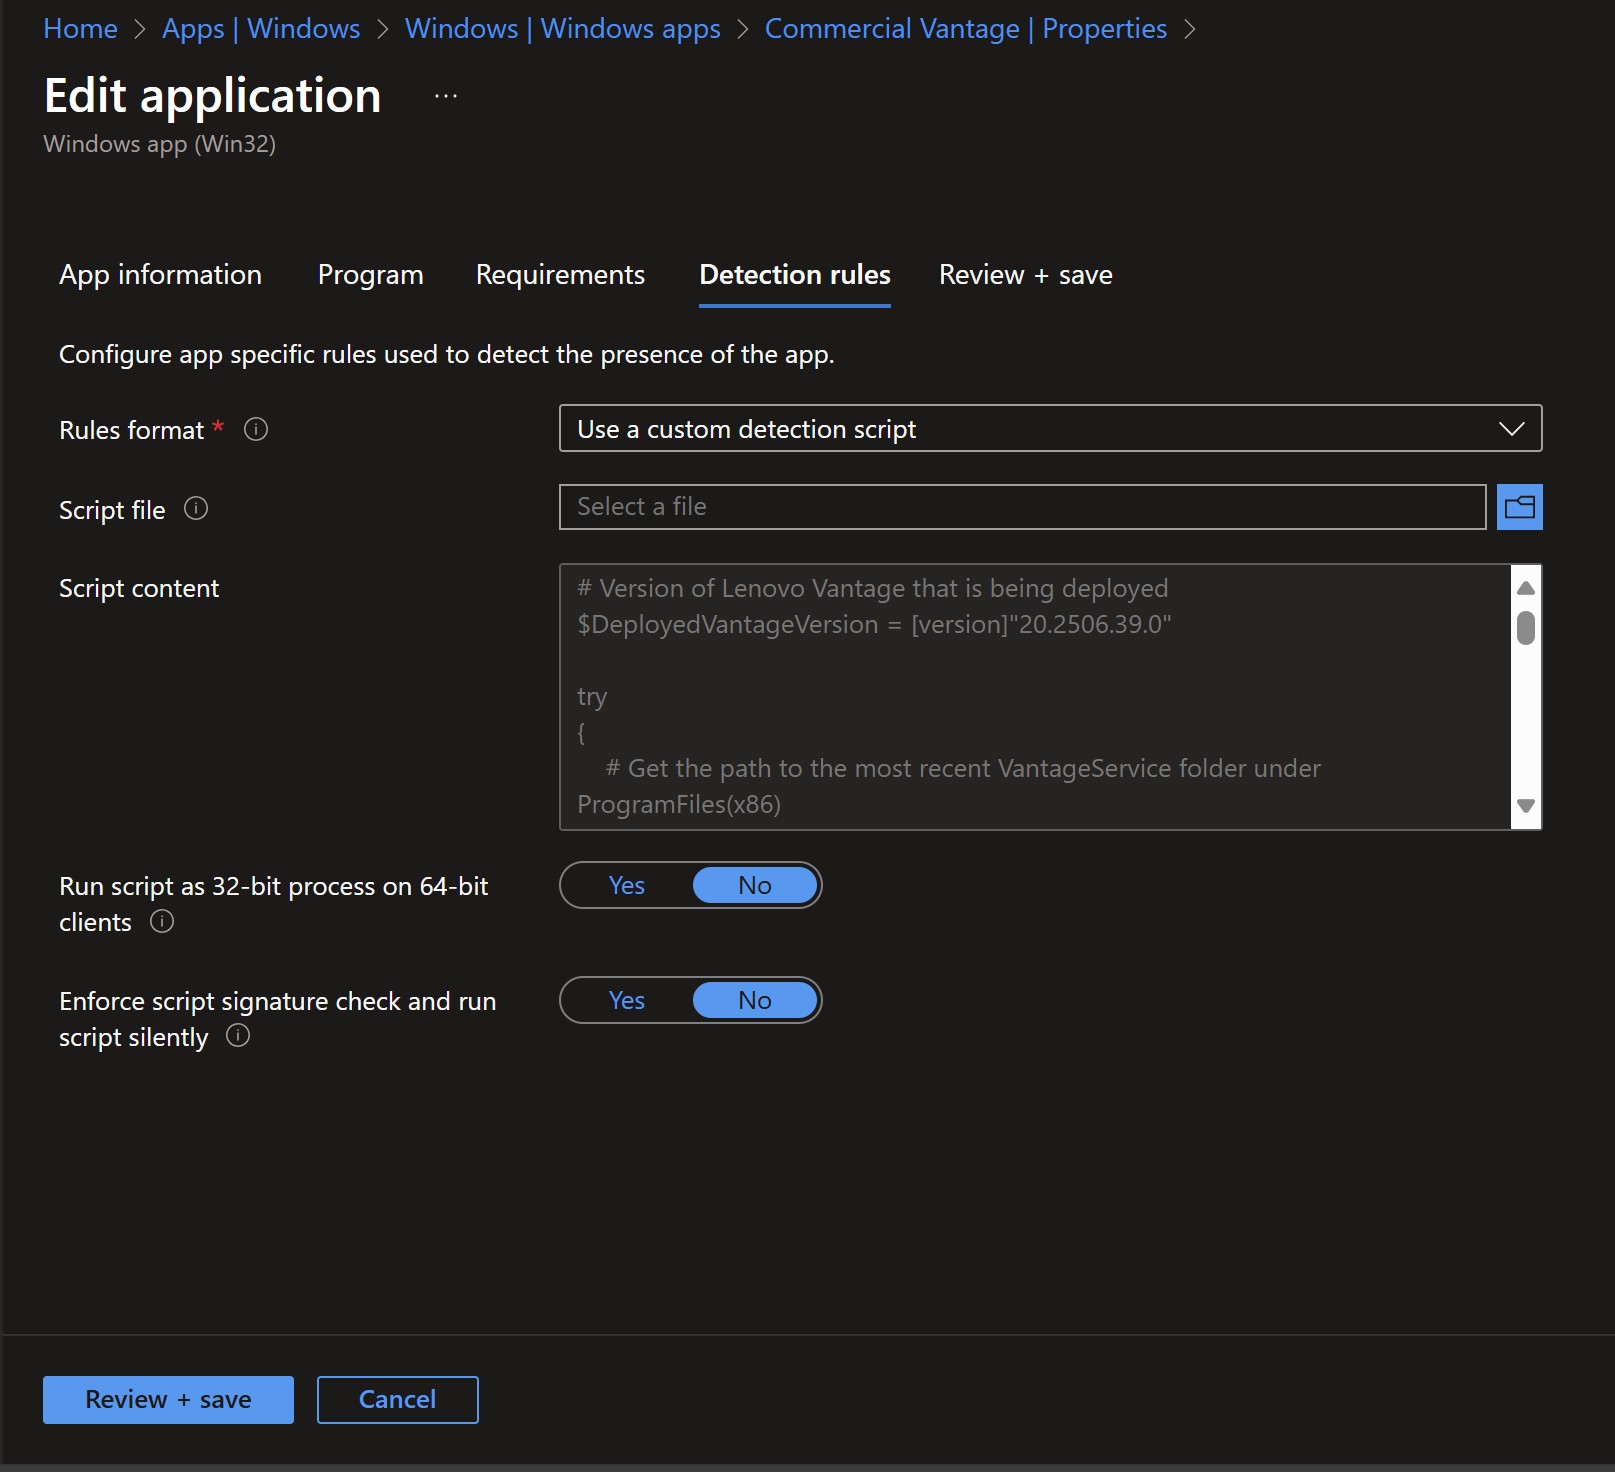 Home > Apps | Windows > Windows | Windows apps > Commercial Vantage | Properties >
Edit application ...
Windows app (Win32)
App information Program Requirements Detection rules Review + save
Configure app specific rules used to detect the presence of the app.
Rules format * Use a custom detection script
Script file Select a file
Script content
# Version of Lenovo Vantage that is being deployed
$DeployedVantageVersion = [version]"20.2506.39.0"
try
{
# Get the path to the most recent VantageService folder under
ProgramFiles(x86)
Run script as 32-bit process on 64-bit
clients
Yes No
Enforce script signature check and run
script silently
Yes No
Review + save Cancel